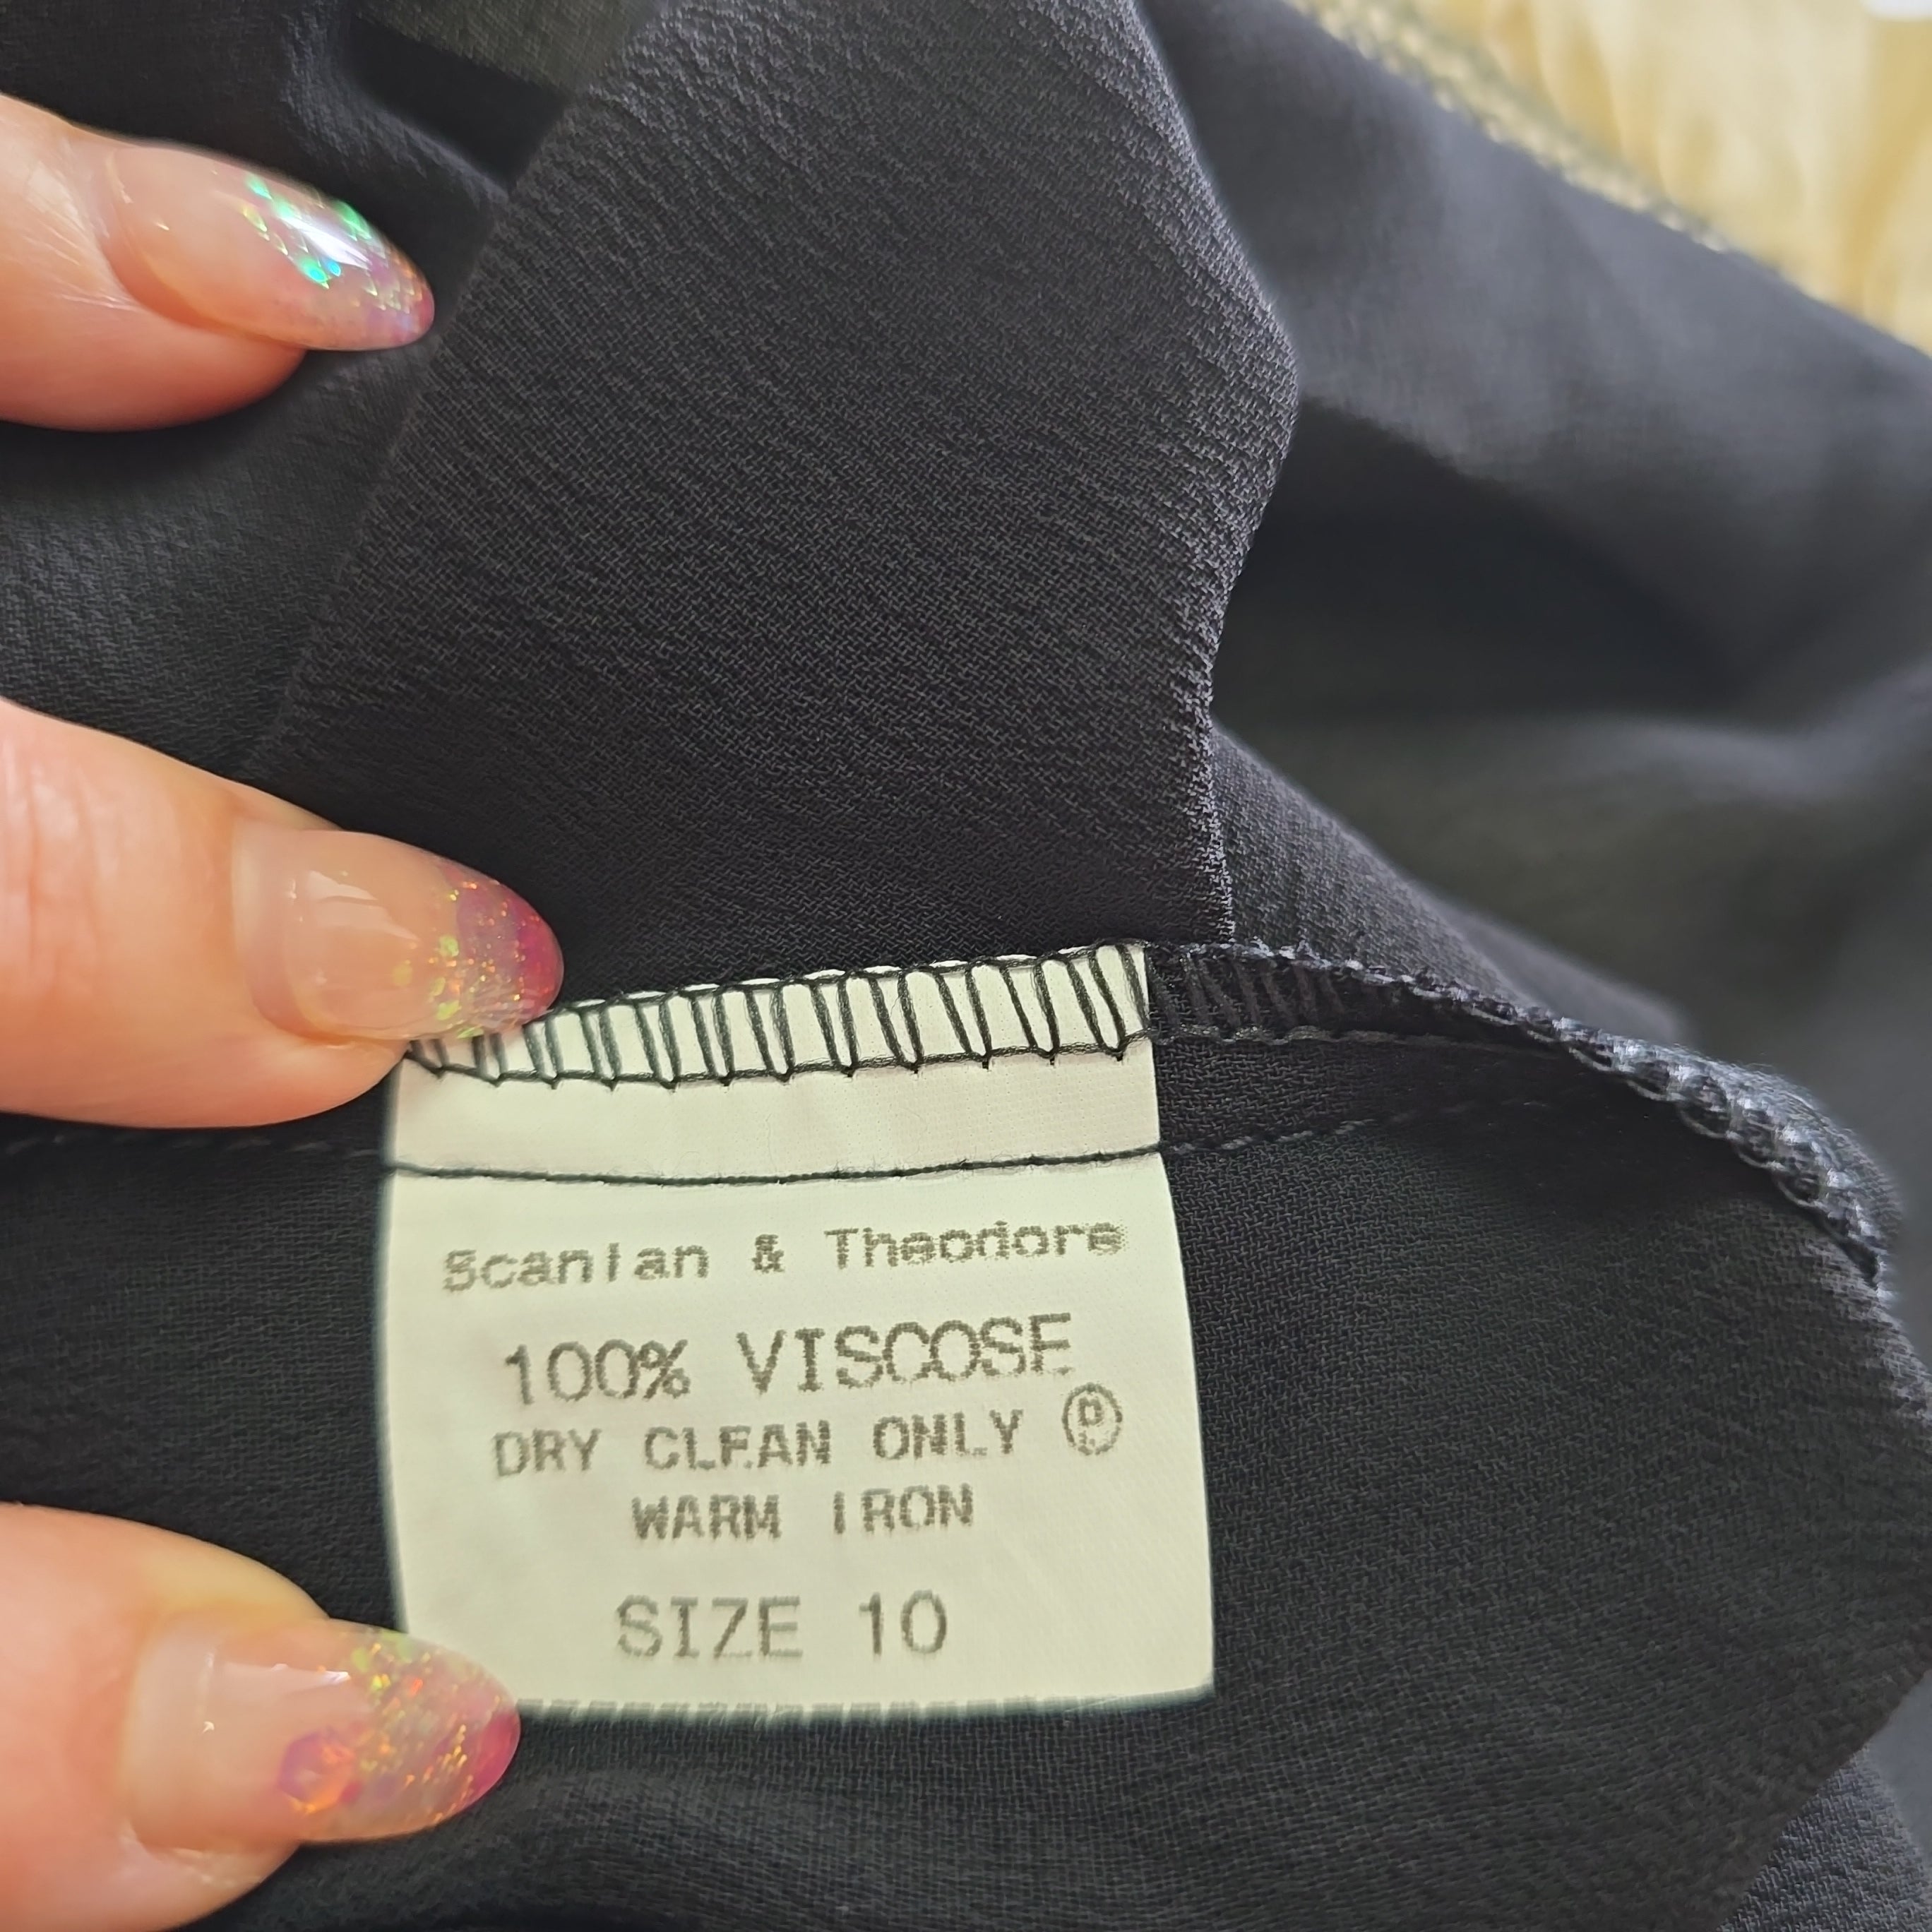 Scanlan & Theodore
100% VISCOSE
DRY CLEAN ONLY Ⓟ
WARM IRON
SIZE 10